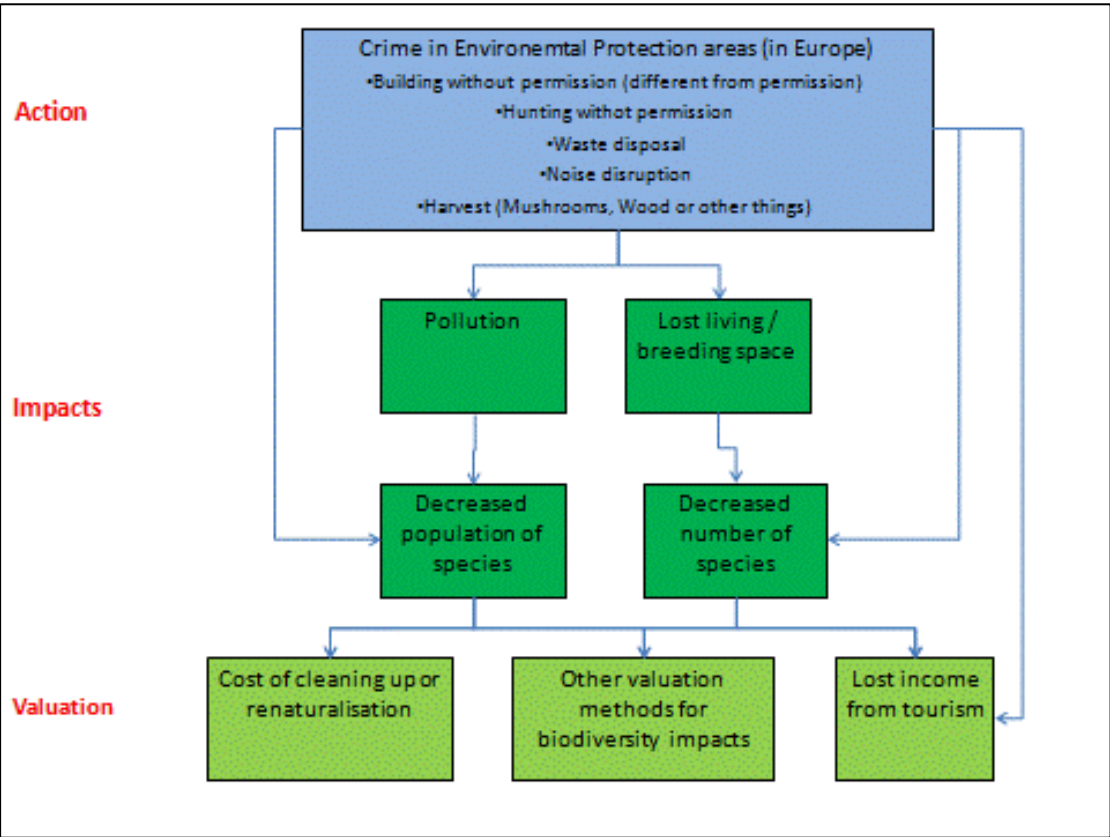 Crime in Environemtal Protection areas (in Europe)
•Building without permission (different from permission)
Action
•Hunting withot permission
•Waste disposal
•Noise disruption
•Harvest (Mushrooms, Wood or other things)
Pollution
Lost living /
breeding space
Impacts
Decreased
population of
species
Decreased
number of
species
Valuation
Cost of cleaning up or
renaturalisation
Other valuation
methods for
biodiversity impacts
Lost income
from tourism